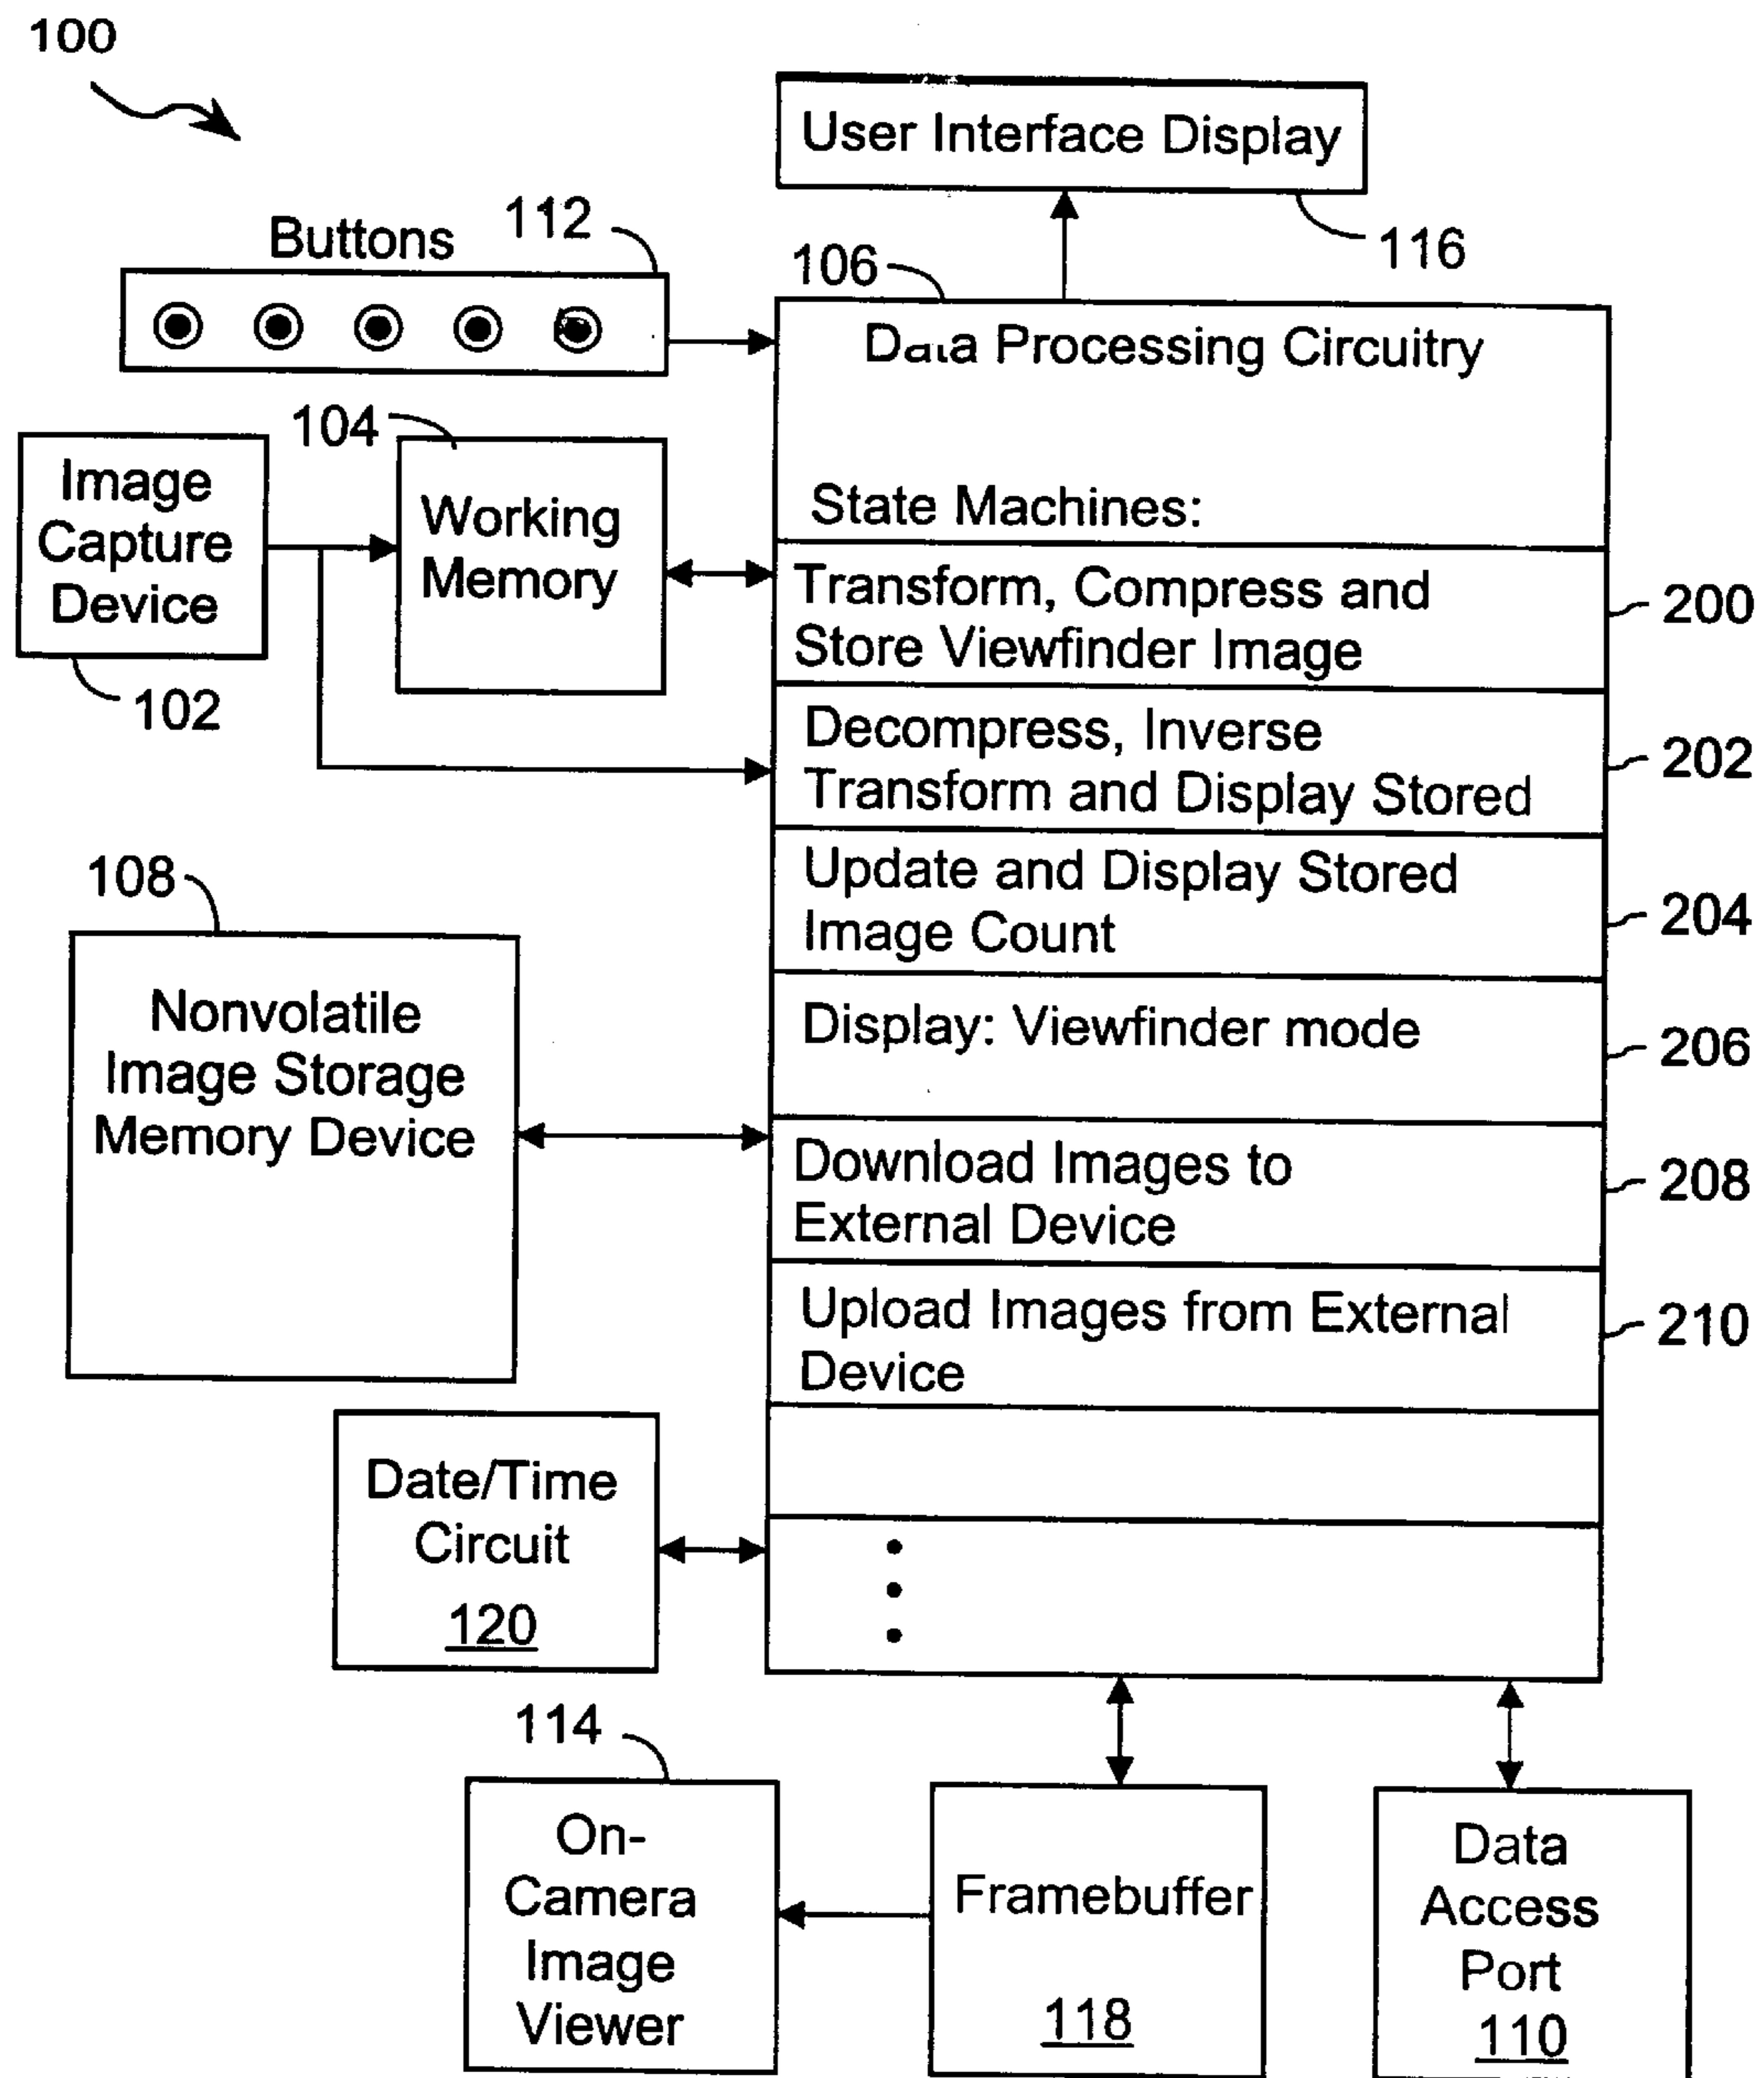 100
User Interface Display
116
Buttons
112
106
Data Processing Circuitry
State Machines:
104
Image
Capture
Device
102
Working
Memory
Transform, Compress and
Store Viewfinder Image
200
Decompress, Inverse
Transform and Display Stored
202
Update and Display Stored
Image Count
204
108
Nonvolatile
Image Storage
Memory Device
Display: Viewfinder mode
206
Download Images to
External Device
208
Upload Images from External
Device
210
Date/Time
Circuit
120
114
On-
Camera
Image
Viewer
Framebuffer
118
Data
Access
Port
110